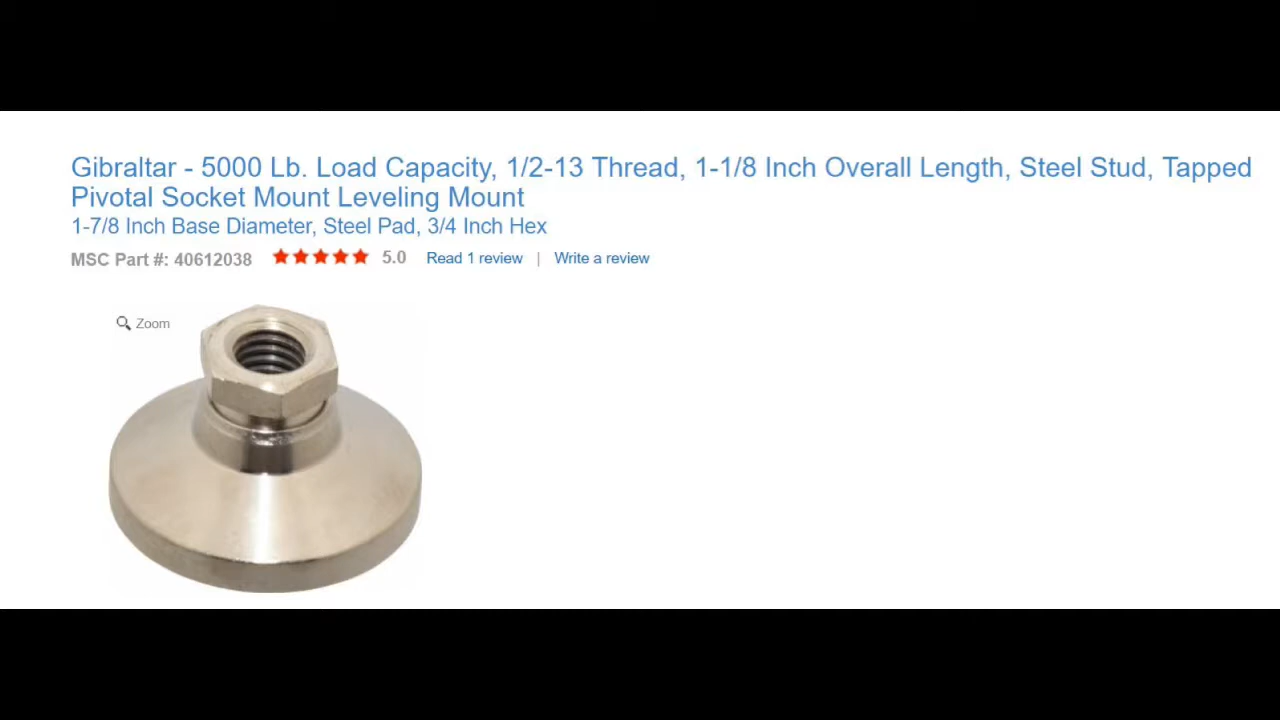 Gibraltar - 5000 Lb. Load Capacity, 1/2-13 Thread, 1-1/8 Inch Overall Length, Steel Stud, Tapped
Pivotal Socket Mount Leveling Mount
1-7/8 Inch Base Diameter, Steel Pad, 3/4 Inch Hex
MSC Part #: 40612038 5.0 Read 1 review | Write a review
Zoom